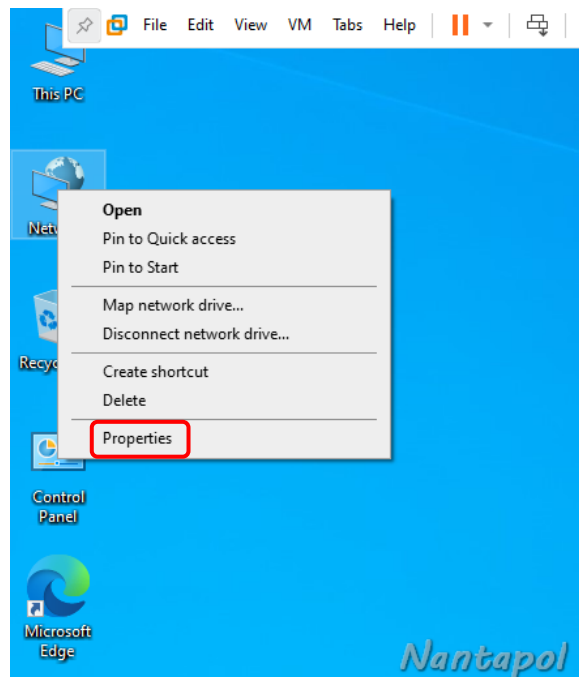 File Edit View VM Tabs Help
This PC
Open
Pin to Quick access
Pin to Start
Map network drive...
Disconnect network drive...
Create shortcut
Delete
Properties
Control
Panel
Microsoft
Edge
Nantapol